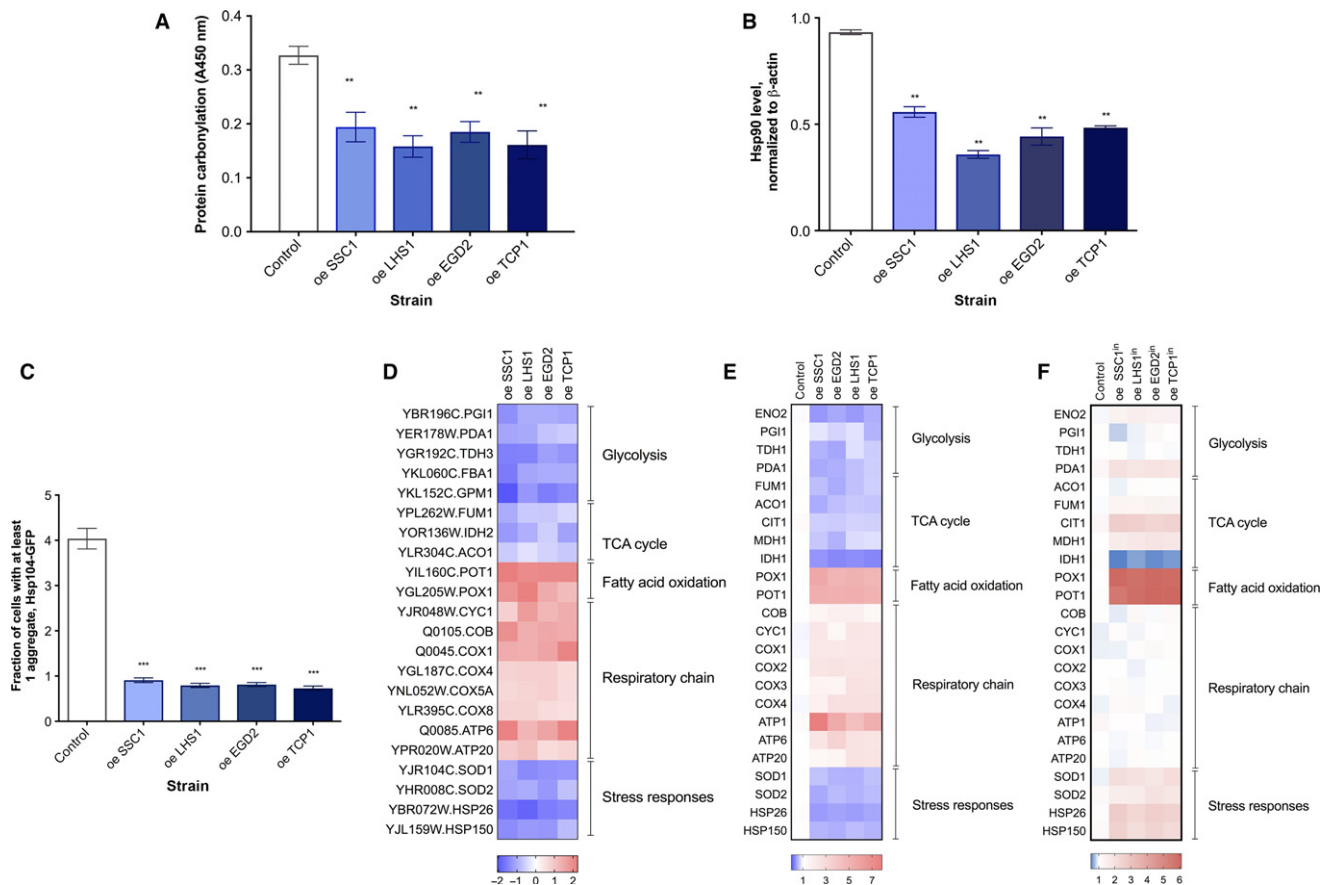 A
Protein carbonylation (A450 nm)
0.4
0.3
0.2
0.1
0.0
**
**
**
**
Control
oe SSC1
oe LHS1
oe EGD2
oe TCP1
Strain
B
Hsp90 level,
normalized to β-actin
1.0
0.5
0.0
**
**
**
**
Control
oe SSC1
oe LHS1
oe EGD2
oe TCP1
Strain
C
Fraction of cells with at least
1 aggregate, Hsp104-GFP
5
4
3
2
1
0
***
***
***
***
Control
oe SSC1
oe LHS1
oe EGD2
oe TCP1
Strain
D
oe SSC1
oe LHS1
oe EGD2
oe TCP1
YBR196C.PGI1
YER178W.PDA1
YGR192C.TDH3
YKL060C.FBA1
YKL152C.GPM1
YPL262W.FUM1
YOR136W.IDH2
YLR304C.ACO1
YIL160C.POT1
YGL205W.POX1
YJR048W.CYC1
Q0105.COB
Q0045.COX1
YGL187C.COX4
YNL052W.COX5A
YLR395C.COX8
Q0085.ATP6
YPR020W.ATP20
YJR104C.SOD1
YHR008C.SOD2
YBR072W.HSP26
YJL159W.HSP150
Glycolysis
TCA cycle
Fatty acid oxidation
Respiratory chain
Stress responses
−2 −1 0 1 2
E
Control
oe SSC1
oe EGD2
oe LHS1
oe TCP1
ENO2
PGI1
TDH1
PDA1
FUM1
ACO1
CIT1
MDH1
IDH1
POX1
POT1
COB
CYC1
COX1
COX2
COX3
COX4
ATP1
ATP6
ATP20
SOD1
SOD2
HSP26
HSP150
Glycolysis
TCA cycle
Fatty acid oxidation
Respiratory chain
Stress responses
1 3 5 7
F
Control
oe SSC1in
oe LHS1in
oe EGD2in
oe TCP1in
ENO2
PGI1
TDH1
PDA1
ACO1
FUM1
CIT1
MDH1
IDH1
POX1
POT1
COB
CYC1
COX1
COX2
COX3
COX4
ATP1
ATP6
ATP20
SOD1
SOD2
HSP26
HSP150
Glycolysis
TCA cycle
Fatty acid oxidation
Respiratory chain
Stress responses
1 2 3 4 5 6